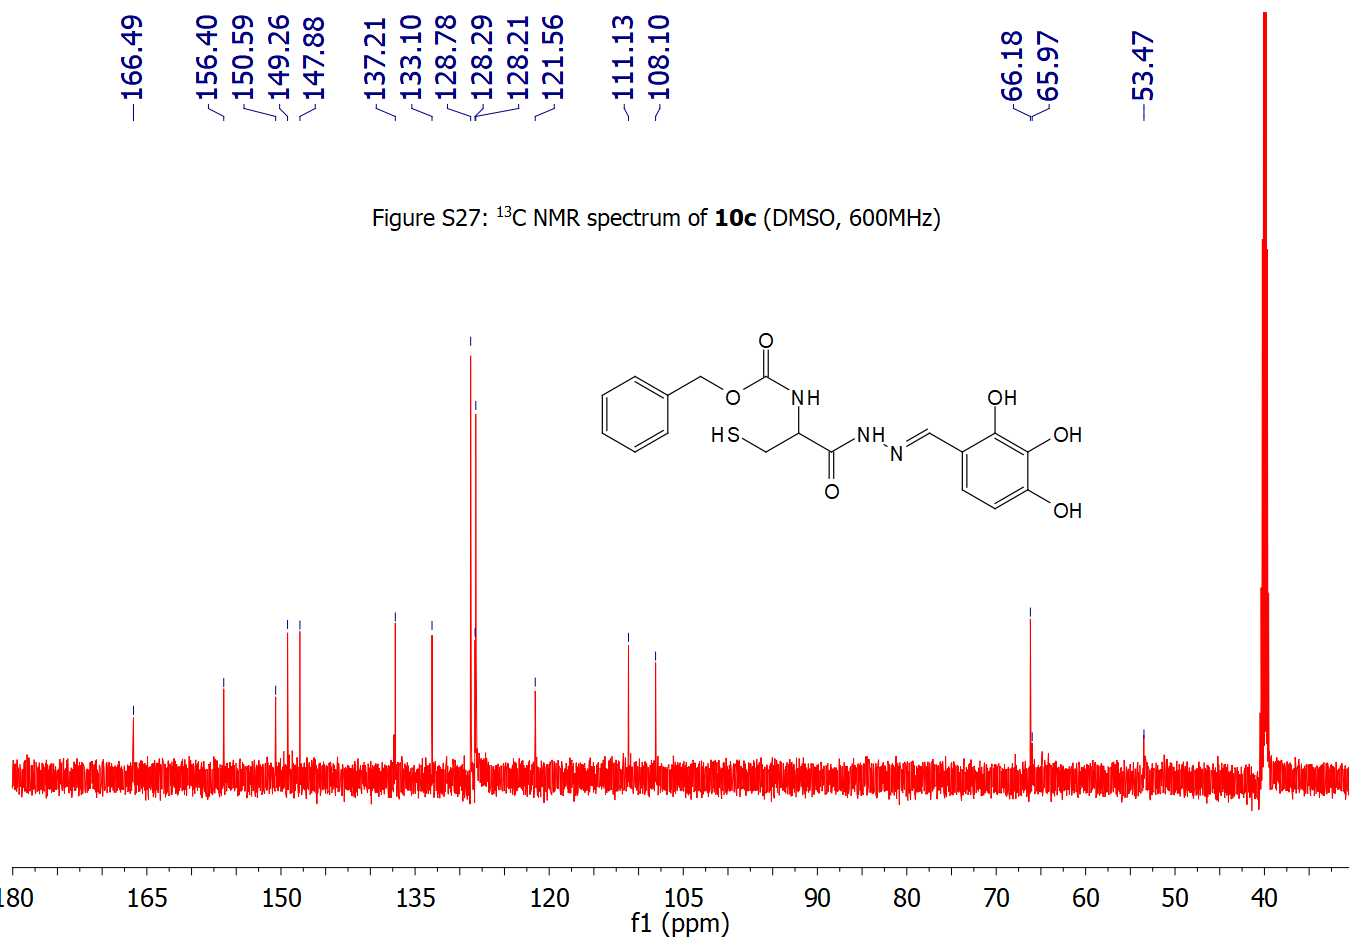 166.49
156.40
150.59
149.26
147.88
137.21
133.10
128.78
128.29
128.21
121.56
111.13
108.10
66.18
65.97
53.47
Figure S27: ¹³C NMR spectrum of 10c (DMSO, 600MHz)
O
O
NH
HS
NH
N
O
OH
OH
OH
180 165 150 135 120 105 90 80 70 60 50 40
f1 (ppm)